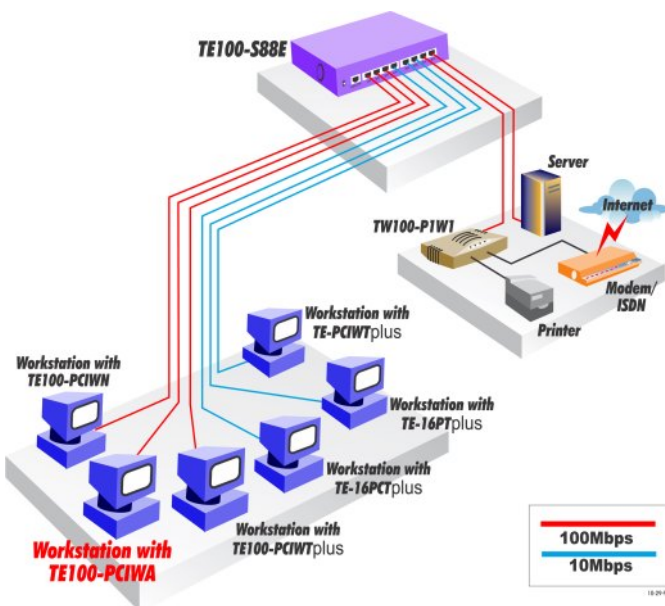 TE100-S88E
Server
Internet
TW100-P1W1
Modem/
ISDN
Printer
Workstation with
TE-PCIWTplus
Workstation with
TE100-PCIWN
Workstation with
TE-16PTplus
Workstation with
TE-16PCTplus
Workstation with
TE100-PCIWTplus
Workstation with
TE100-PCIWA
100Mbps
10Mbps